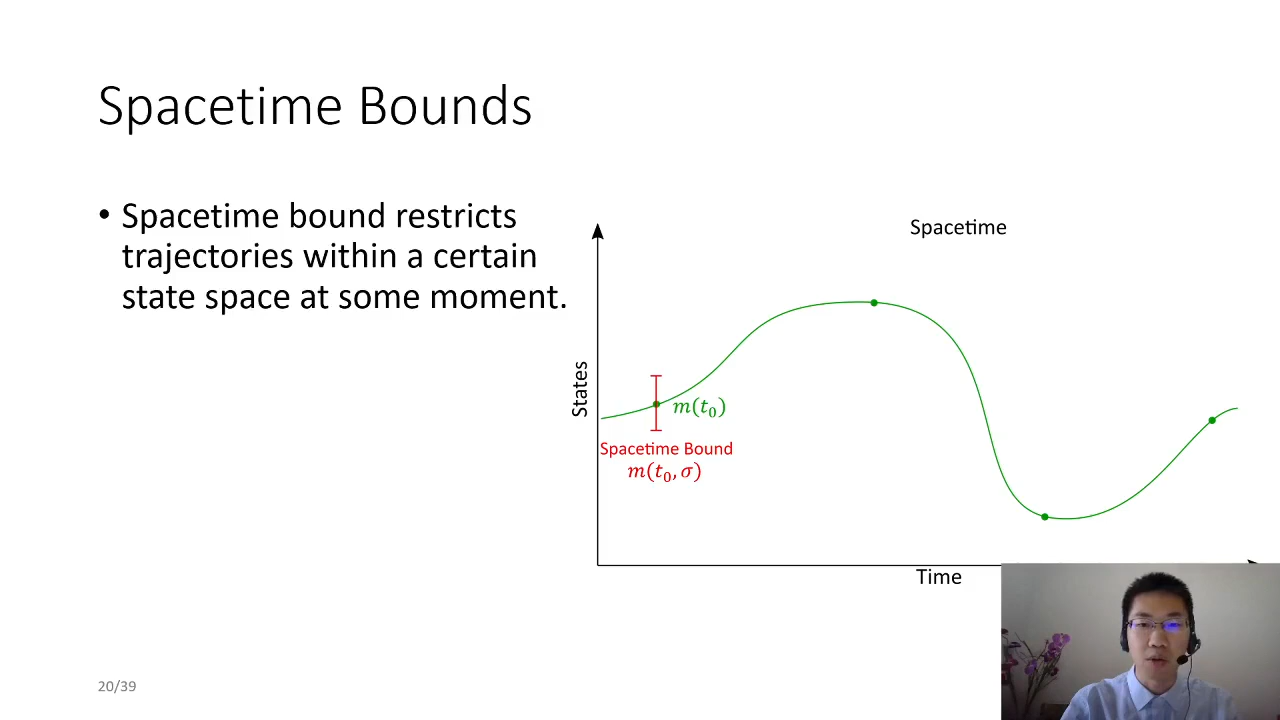 Spacetime Bounds
• Spacetime bound restricts
trajectories within a certain
state space at some moment.
Spacetime
States
m(t₀)
Spacetime Bound
m(t₀, σ)
Time
20/39